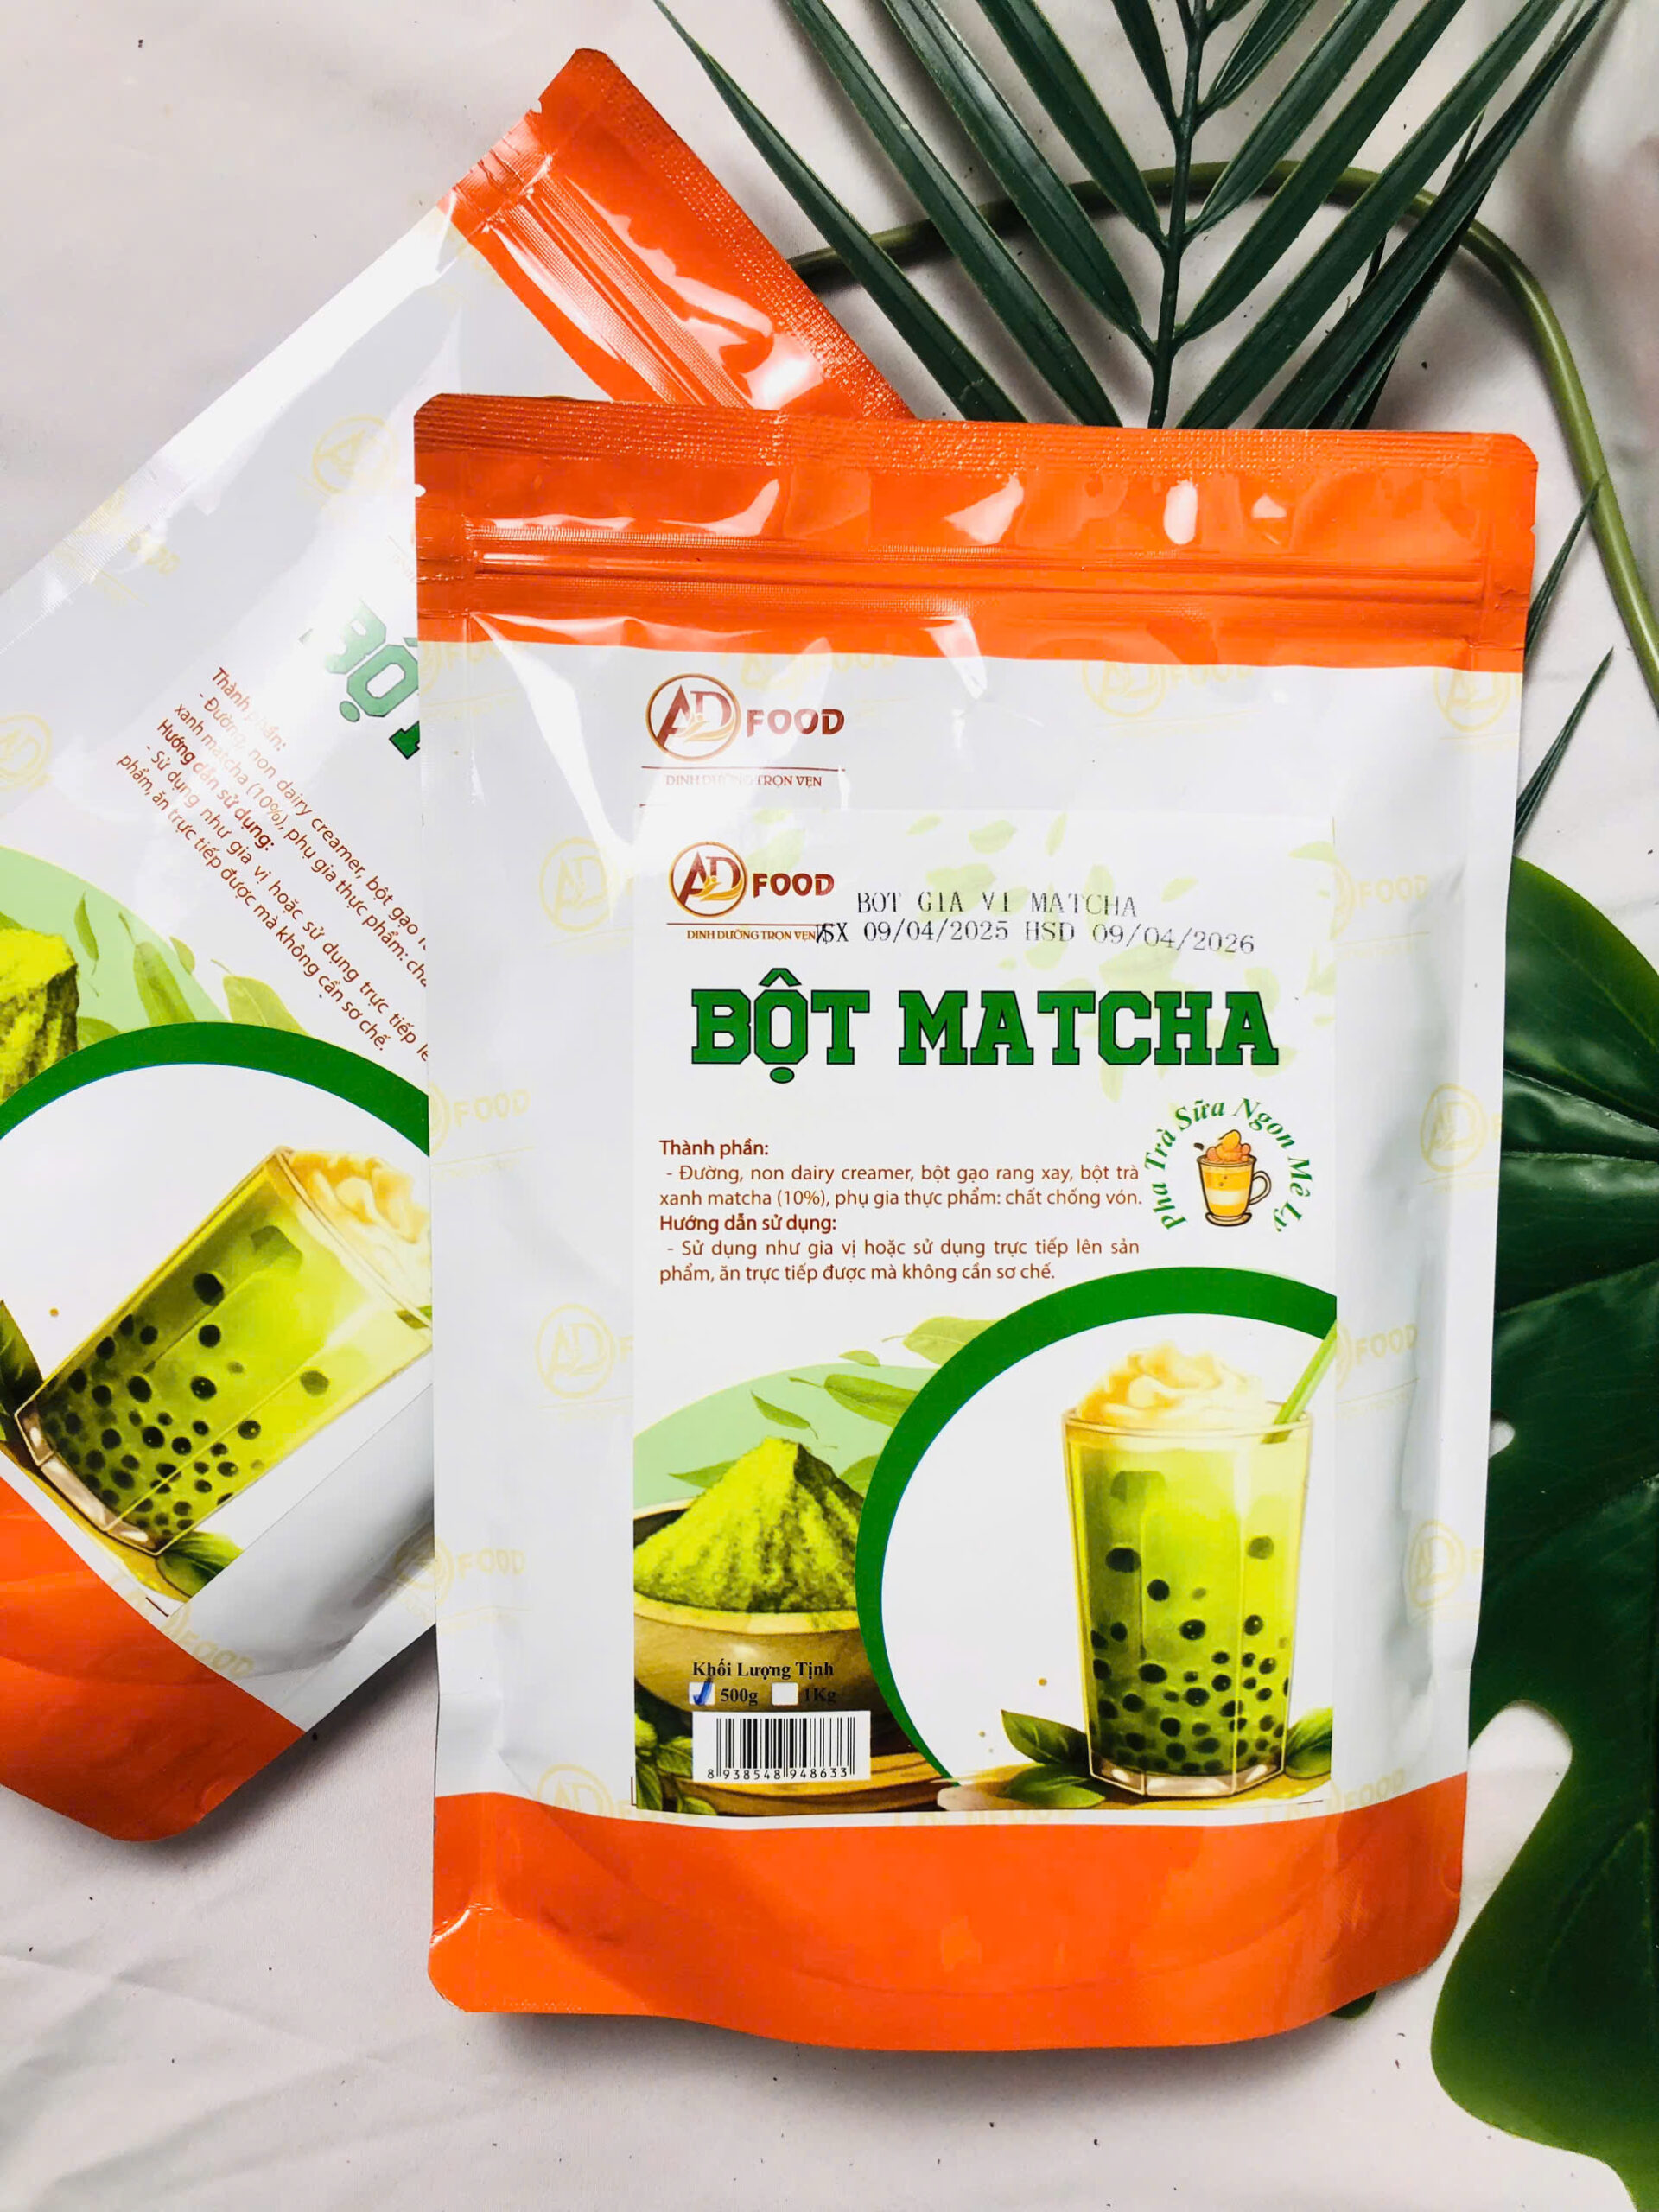 BỘT
Thành phần:
- Đường, non dairy creamer, bột gạo
xanh matcha (10%), phụ gia thực phẩm:
Hướng dẫn sử dụng:
- Sử dụng như gia vị hoặc sử dụng trực tiếp
phẩm, ăn trực tiếp được mà không cần sơ chế.
AD FOOD
DINH DƯỠNG TRỌN VẸN
AD FOOD
DINH DƯỠNG TRỌN VẸN
BOT GIA VI MATCHA
SX 09/04/2025 HSD 09/04/2026
BỘT MATCHA
Pha Trà Sữa Ngon Mê Ly
Thành phần:
- Đường, non dairy creamer, bột gạo rang xay, bột trà
xanh matcha (10%), phụ gia thực phẩm: chất chống vón.
Hướng dẫn sử dụng:
- Sử dụng như gia vị hoặc sử dụng trực tiếp lên sản
phẩm, ăn trực tiếp được mà không cần sơ chế.
Khối Lượng Tịnh
500g 1Kg
8 938548 948633